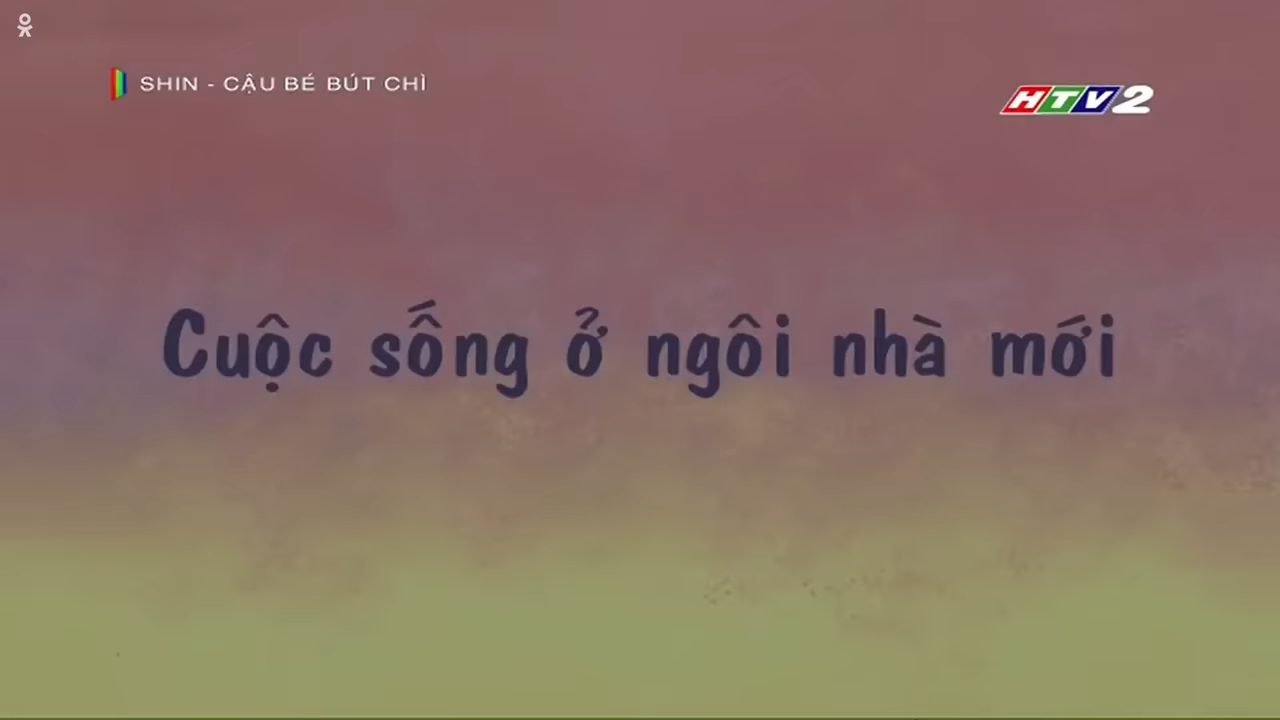 SHIN - CẬU BÉ BÚT CHÌ
HTV2
Cuộc sống ở ngôi nhà mới